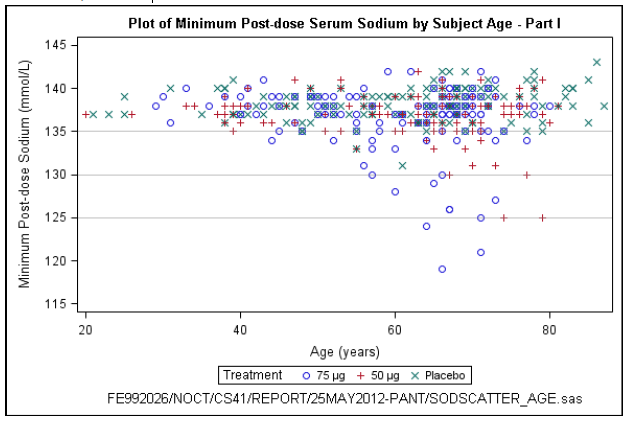 Plot of Minimum Post-dose Serum Sodium by Subject Age - Part I
Minimum Post-dose Sodium (mmol/L)
145
140
135
130
125
120
115
20
40
60
80
Age (years)
Treatment 75 µg 50 µg Placebo
FE992026/NOCT/CS41/REPORT/25MAY2012-PANT/SODSCATTER_AGE.sas